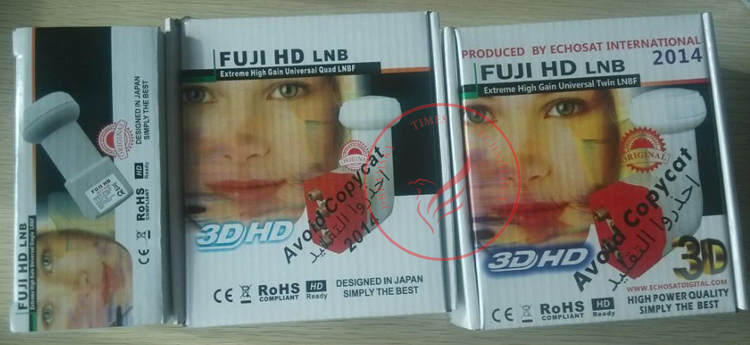 FUJI HD LNB
Extreme High Gain Universal Single LNBF
FUJI HD
ORIGINAL
DESIGNED IN JAPAN
SIMPLY THE BEST
CE
RoHS
COMPLIANT
HD
Ready
FUJI HD LNB
Extreme High Gain Universal Quad LNBF
ORIGINAL
3D HD
Avoid Copycat
احذروا التقليد
2014
CE
RoHS
COMPLIANT
HD
Ready
DESIGNED IN JAPAN
SIMPLY THE BEST
PRODUCED BY ECHOSAT INTERNATIONAL
2014
FUJI HD LNB
Extreme High Gain Universal Twin LNBF
ORIGINAL
3D HD
Avoid Copycat
احذروا التقليد
3D
WWW.ECHOSATDIGITAL.COM
CE
RoHS
COMPLIANT
HD
Ready
HIGH POWER QUALITY
SIMPLY THE BEST
TIMES